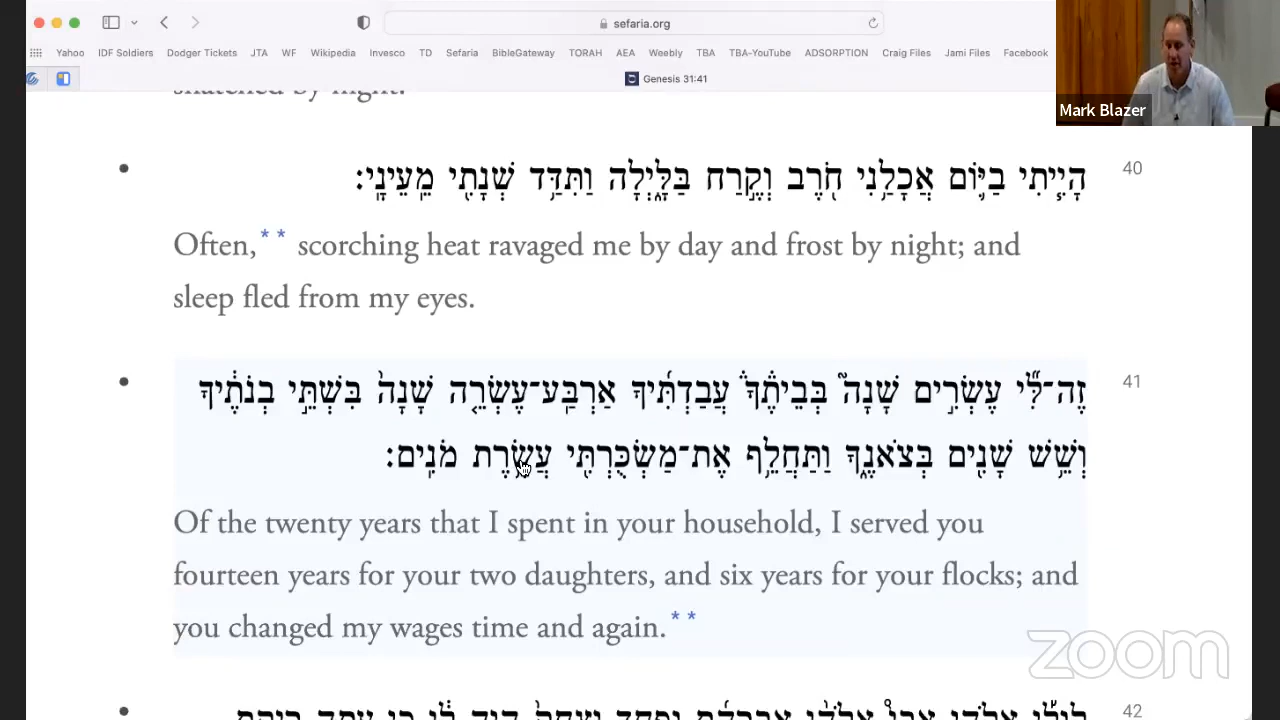 sefaria.org
Yahoo IDF Soldiers Dodger Tickets JTA WF Wikipedia Invesco TD Sefaria BibleGateway TORAH AEA Weebly TBA TBA-YouTube ADSORPTION Craig Files Jami Files Facebook
Genesis 31:41
Mark Blazer
snatched by night.
40
הָיִ֧יתִי בַיּ֛וֹם אֲכָלַ֥נִי חֹ֖רֶב וְקֶ֣רַח בַּלָּ֑יְלָה וַתִּדַּ֥ד שְׁנָתִ֖י מֵֽעֵינָֽי׃
Often,** scorching heat ravaged me by day and frost by night; and
sleep fled from my eyes.
41
זֶה־לִּ֞י עֶשְׂרִ֣ים שָׁנָה֮ בְּבֵיתֶ֒ךָ֒ עֲבַדְתִּ֜יךָ אַרְבַּֽע־עֶשְׂרֵ֤ה שָׁנָה֙ בִּשְׁתֵּ֣י בְנֹתֶ֔יךָ
וְשֵׁ֥שׁ שָׁנִ֖ים בְּצֹאנֶ֑ךָ וַתַּחֲלֵ֥ף אֶת־מַשְׂכֻּרְתִּ֖י עֲשֶׂ֥רֶת מֹנִֽים׃
Of the twenty years that I spent in your household, I served you
fourteen years for your two daughters, and six years for your flocks; and
you changed my wages time and again.**
zoom
42